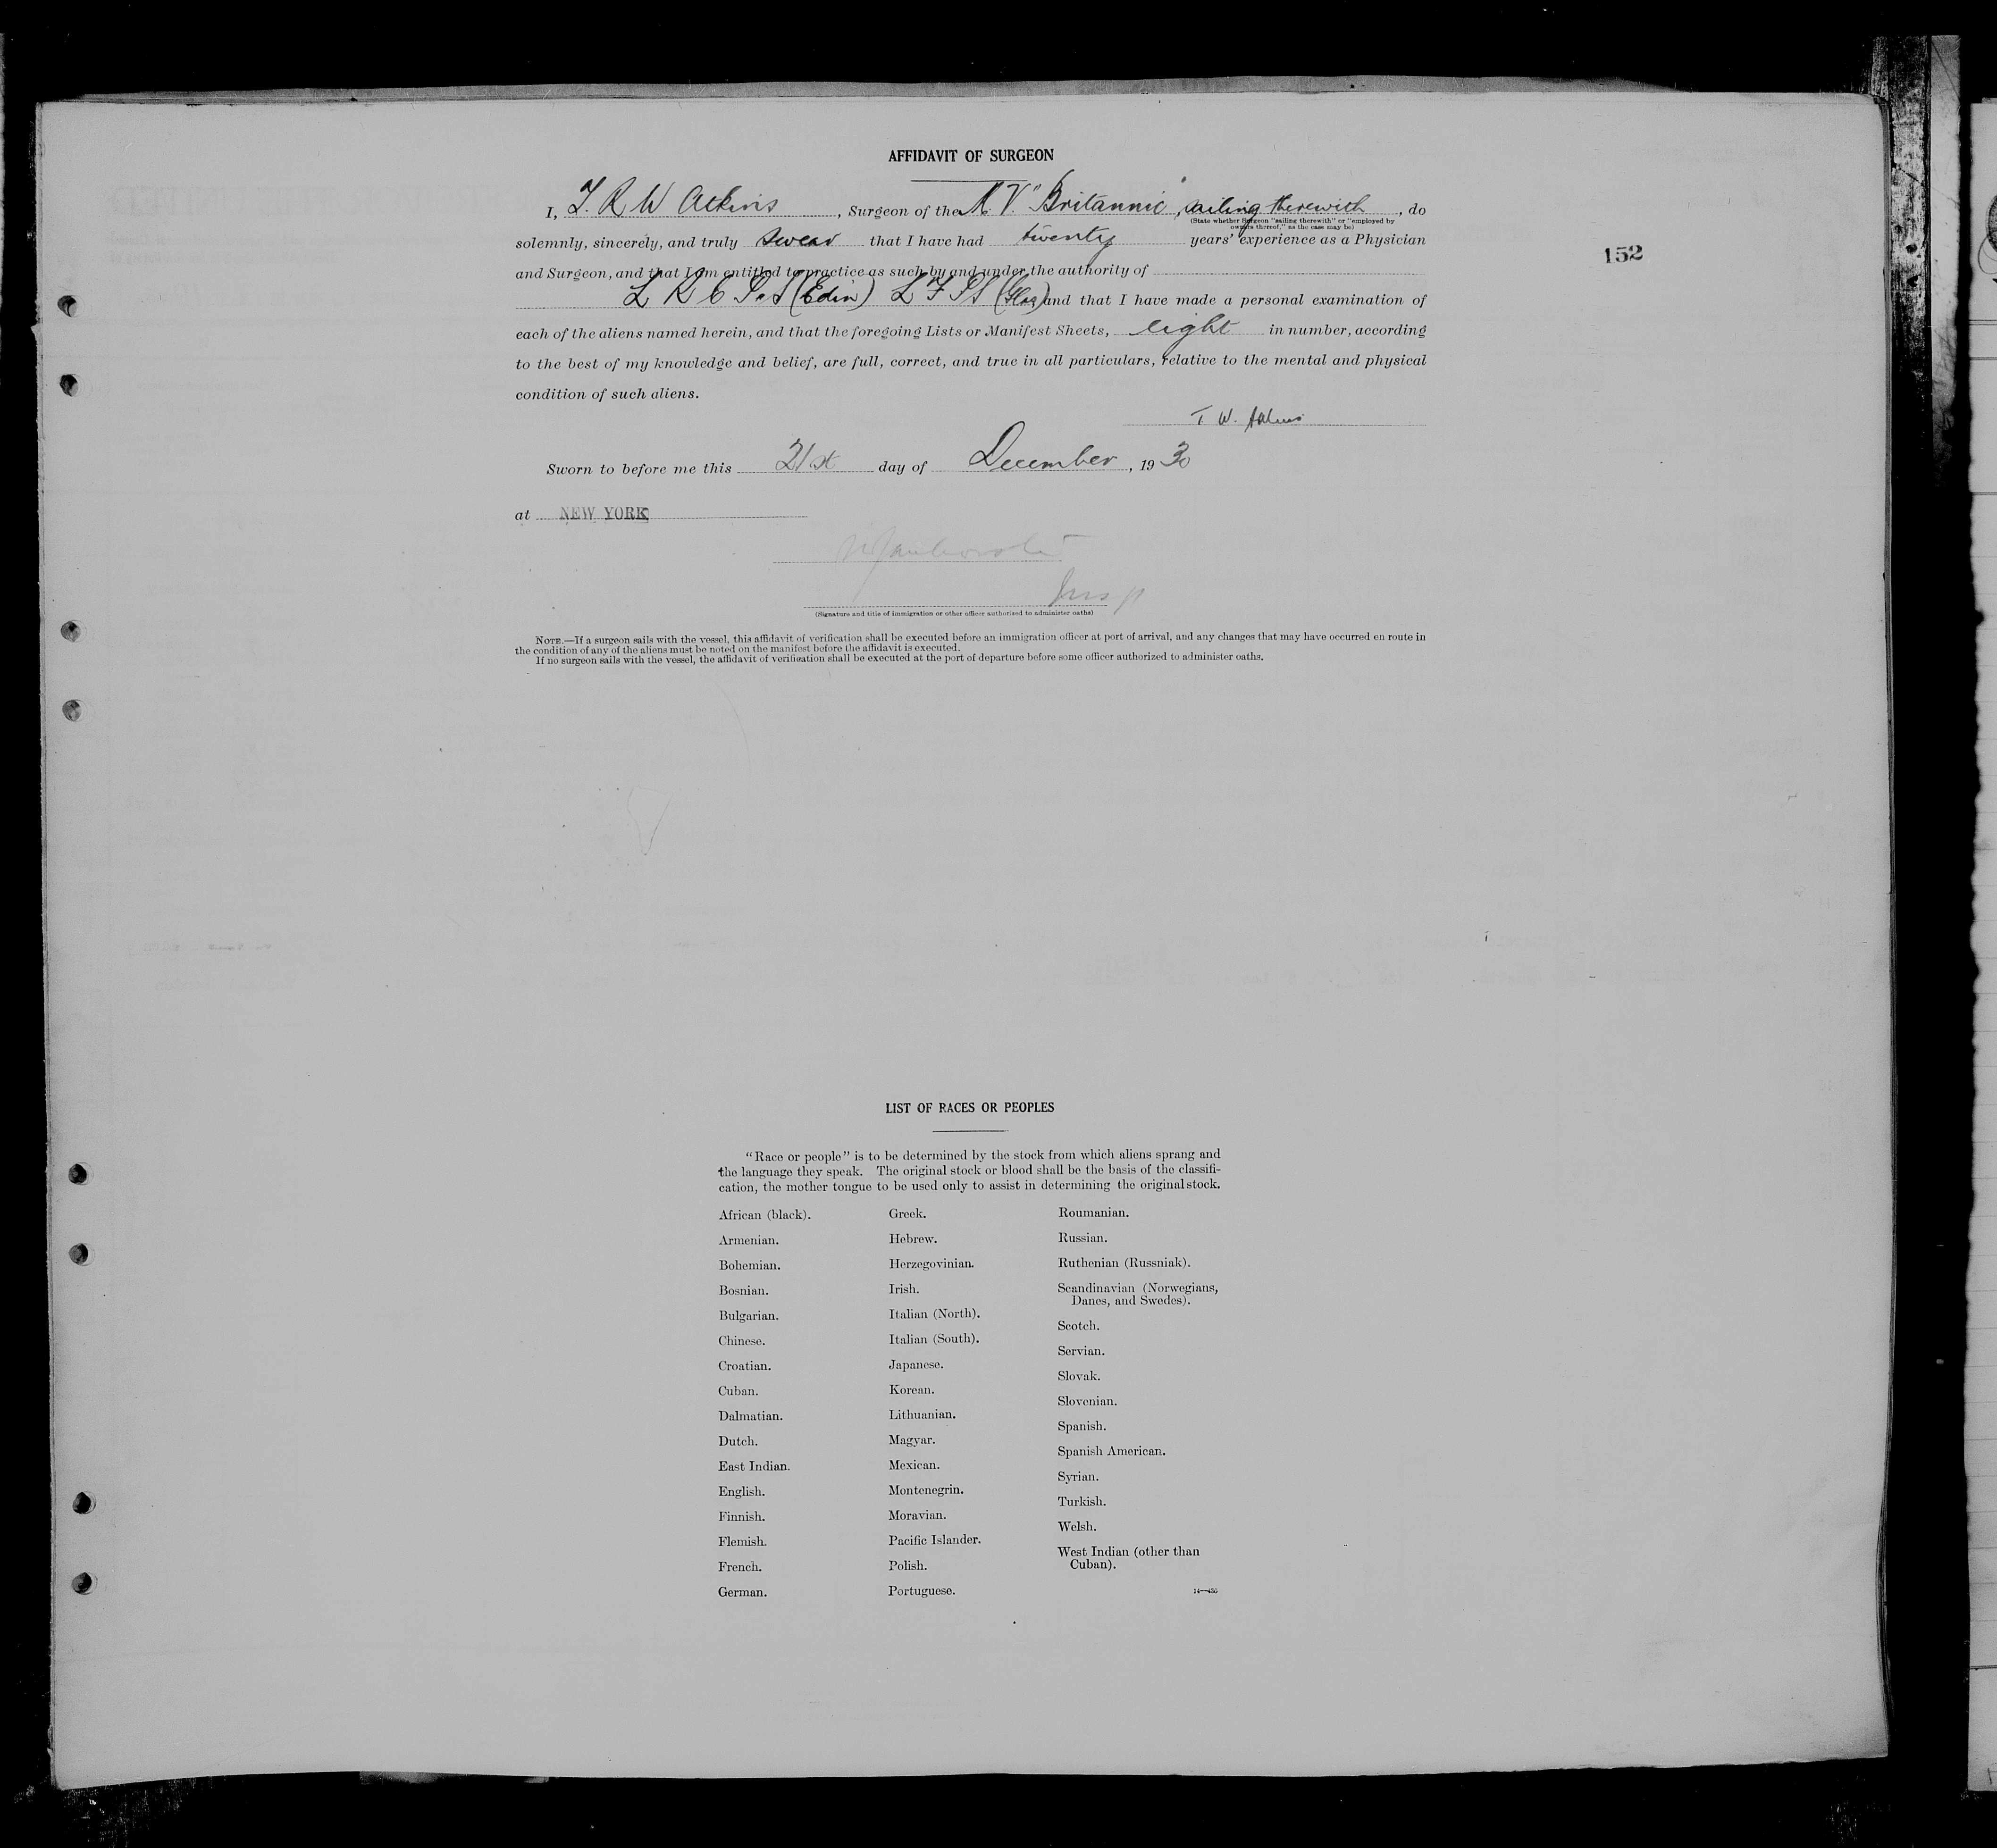 AFFIDAVIT OF SURGEON
I, T. R W Atkins, Surgeon of the M. V. "Britannic", sailing therewith, do
(State whether Surgeon "sailing therewith" or "employed by
owners thereof," as the case may be)
solemnly, sincerely, and truly swear that I have had twenty years' experience as a Physician
152
and Surgeon, and that I am entitled to practice as such by and under the authority of
L R C P. S (Edin) L F P S (Glas) and that I have made a personal examination of
each of the aliens named herein, and that the foregoing Lists or Manifest Sheets, eight in number, according
to the best of my knowledge and belief, are full, correct, and true in all particulars, relative to the mental and physical
condition of such aliens.
T W. Atkins
Sworn to before me this 21st day of December, 1930
at NEW YORK
Insp
(Signature and title of immigration or other officer authorized to administer oaths)
NOTE.—If a surgeon sails with the vessel, this affidavit of verification shall be executed before an immigration officer at port of arrival, and any changes that may have occurred en route in
the condition of any of the aliens must be noted on the manifest before the affidavit is executed.
If no surgeon sails with the vessel, the affidavit of verification shall be executed at the port of departure before some officer authorized to administer oaths.
LIST OF RACES OR PEOPLES
"Race or people" is to be determined by the stock from which aliens sprang and
the language they speak. The original stock or blood shall be the basis of the classifi-
cation, the mother tongue to be used only to assist in determining the original stock.
African (black).
Armenian.
Bohemian.
Bosnian.
Bulgarian.
Chinese.
Croatian.
Cuban.
Dalmatian.
Dutch.
East Indian.
English.
Finnish.
Flemish.
French.
German.
Greek.
Hebrew.
Herzegovinian.
Irish.
Italian (North).
Italian (South).
Japanese.
Korean.
Lithuanian.
Magyar.
Mexican.
Montenegrin.
Moravian.
Pacific Islander.
Polish.
Portuguese.
Roumanian.
Russian.
Ruthenian (Russniak).
Scandinavian (Norwegians,
Danes, and Swedes).
Scotch.
Servian.
Slovak.
Slovenian.
Spanish.
Spanish American.
Syrian.
Turkish.
Welsh.
West Indian (other than
Cuban).